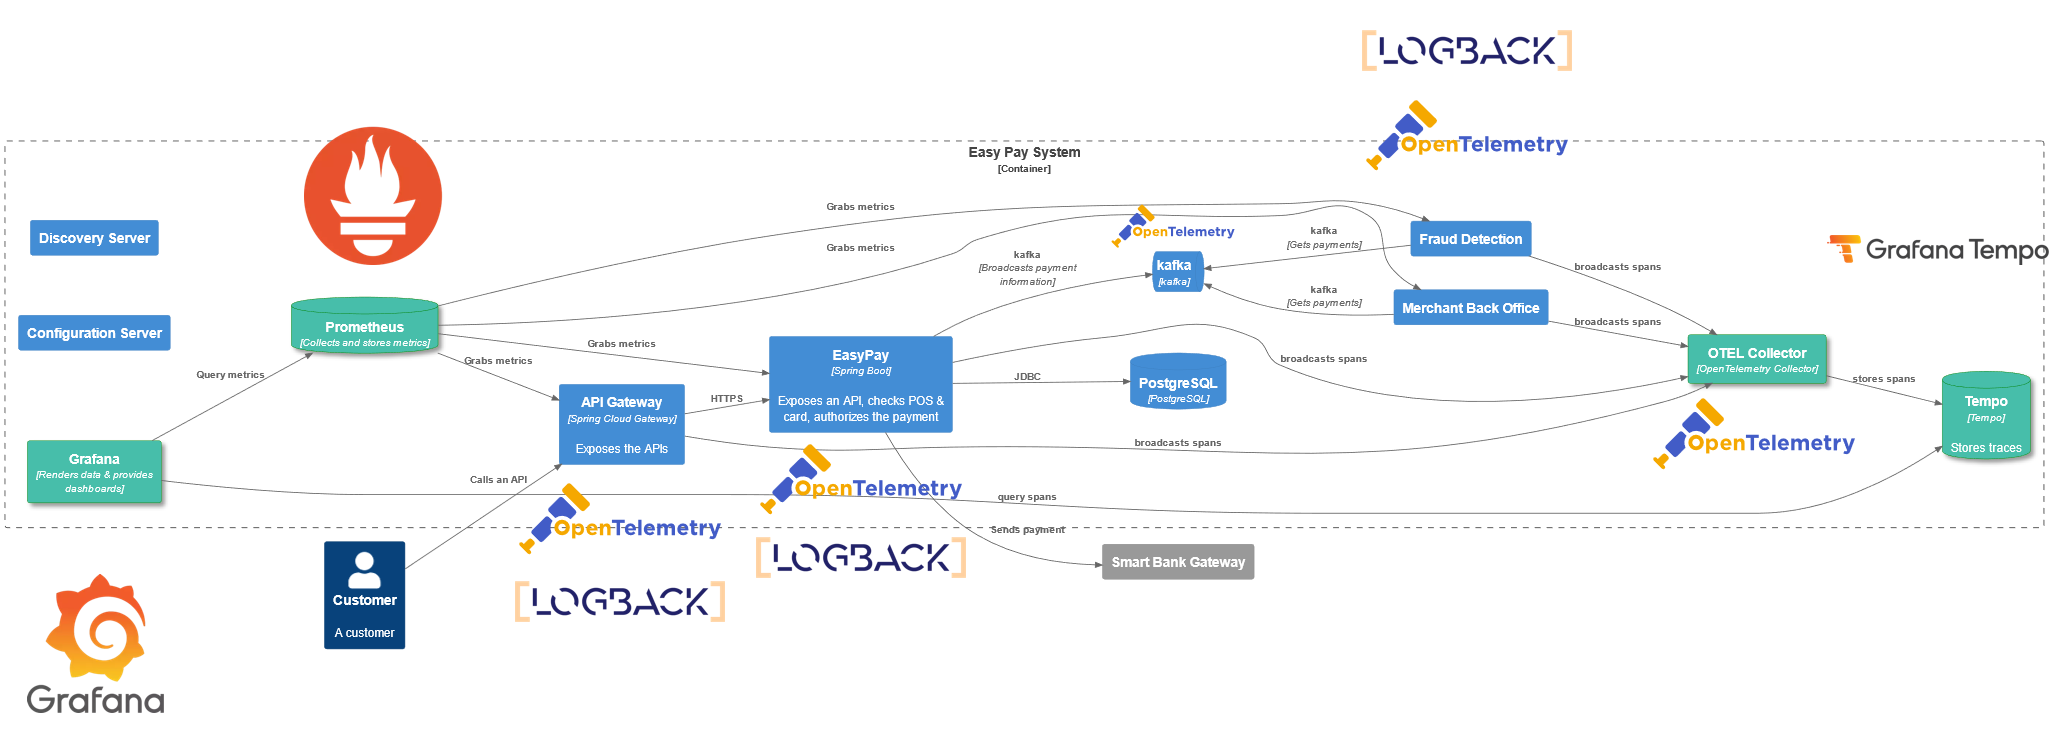 [LOGBACK]
OpenTelemetry
Easy Pay System
[Container]
Grabs metrics
Discovery Server
OpenTelemetry
kafka
[Gets payments]
Fraud Detection
Grafana Tempo
Grabs metrics
kafka
[Broadcasts payment
information]
kafka
[kafka]
broadcasts spans
kafka
[Gets payments]
Merchant Back Office
broadcasts spans
Configuration Server
Prometheus
[Collects and stores metrics]
Grabs metrics
Grabs metrics
Query metrics
EasyPay
[Spring Boot]
Exposes an API, checks POS &
card, authorizes the payment
broadcasts spans
JDBC
PostgreSQL
[PostgreSQL]
OTEL Collector
[OpenTelemetry Collector]
stores spans
Tempo
[Tempo]
Stores traces
API Gateway
[Spring Cloud Gateway]
Exposes the APIs
HTTPS
broadcasts spans
OpenTelemetry
Grafana
[Renders data & provides
dashboards]
Calls an API
OpenTelemetry
query spans
OpenTelemetry
Sends payment
[LOGBACK]
Smart Bank Gateway
Customer
A customer
[LOGBACK]
Grafana